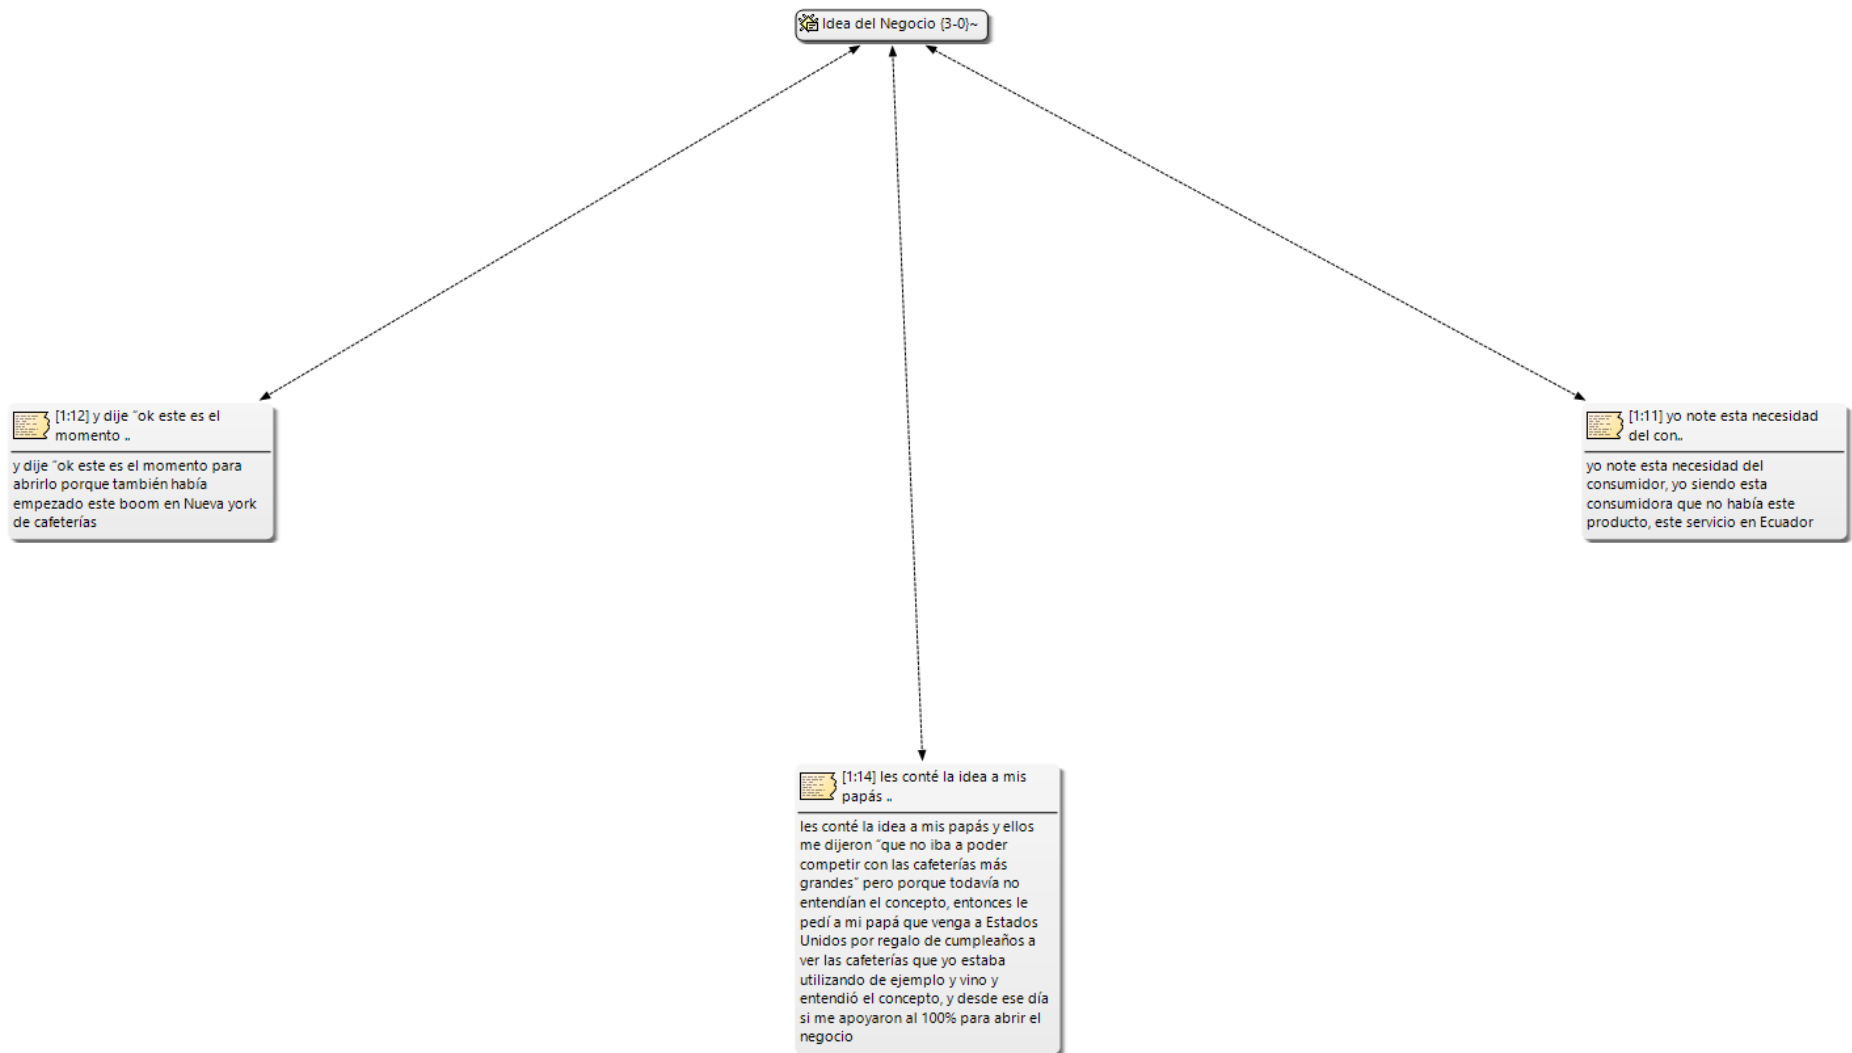 Idea del Negocio {3-0}~
[1:12] y dije "ok este es el
momento ..
y dije "ok este es el momento para
abrirlo porque también había
empezado este boom en Nueva york
de cafeterías
[1:11] yo note esta necesidad
del con..
yo note esta necesidad del
consumidor, yo siendo esta
consumidora que no había este
producto, este servicio en Ecuador
[1:14] les conté la idea a mis
papás ..
les conté la idea a mis papás y ellos
me dijeron "que no iba a poder
competir con las cafeterías más
grandes" pero porque todavía no
entendían el concepto, entonces le
pedí a mi papá que venga a Estados
Unidos por regalo de cumpleaños a
ver las cafeterías que yo estaba
utilizando de ejemplo y vino y
entendió el concepto, y desde ese día
si me apoyaron al 100% para abrir el
negocio